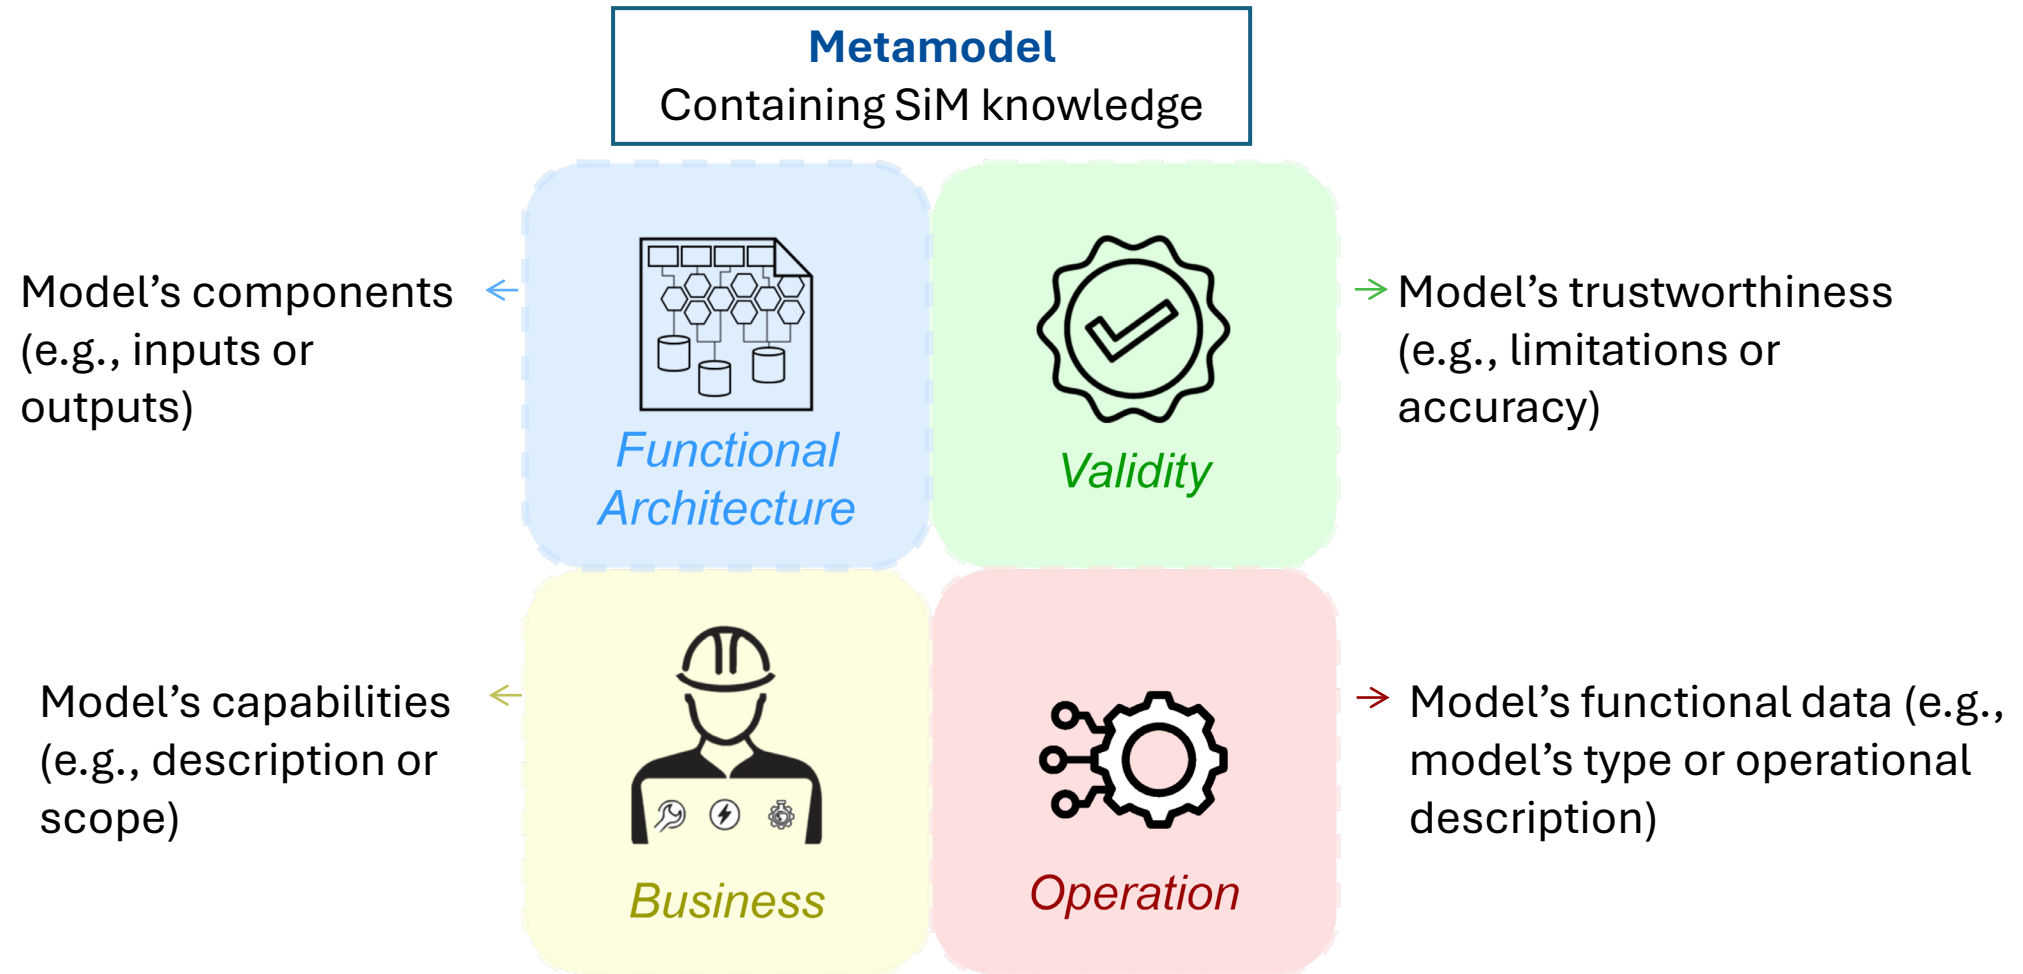 Metamodel
Containing SiM knowledge
Model’s components
(e.g., inputs or
outputs)
Functional
Architecture
Validity
Model’s trustworthiness
(e.g., limitations or
accuracy)
Model’s capabilities
(e.g., description or
scope)
Business
Operation
Model’s functional data (e.g.,
model’s type or operational
description)